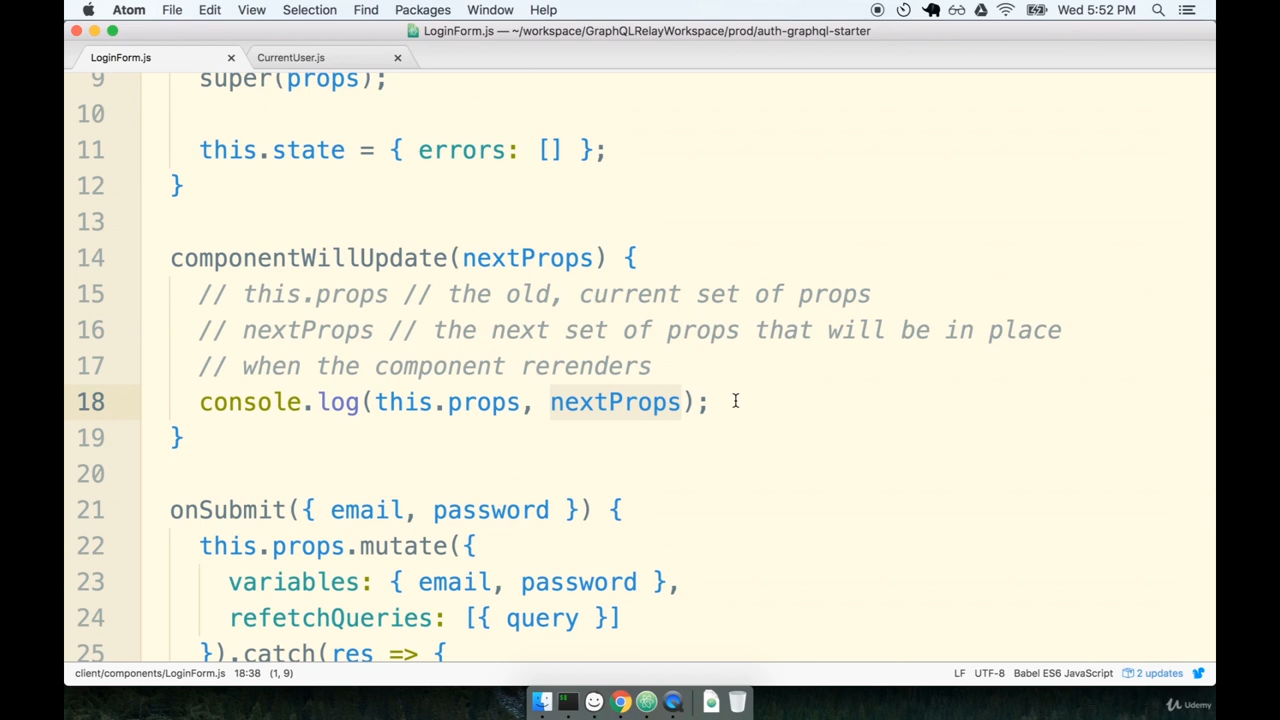 Atom File Edit View Selection Find Packages Window Help Wed 5:52 PM
LoginForm.js — ~/workspace/GraphQLRelayWorkspace/prod/auth-graphql-starter
LoginForm.js CurrentUser.js
9 super(props);
10
11 this.state = { errors: [] };
12 }
13
14 componentWillUpdate(nextProps) {
15 // this.props // the old, current set of props
16 // nextProps // the next set of props that will be in place
17 // when the component rerenders
18 console.log(this.props, nextProps);
19 }
20
21 onSubmit({ email, password }) {
22 this.props.mutate({
23 variables: { email, password },
24 refetchQueries: [{ query }]
25 }).catch(res => {
client/components/LoginForm.js 18:38 (1, 9) LF UTF-8 Babel ES6 JavaScript 2 updates
Udemy